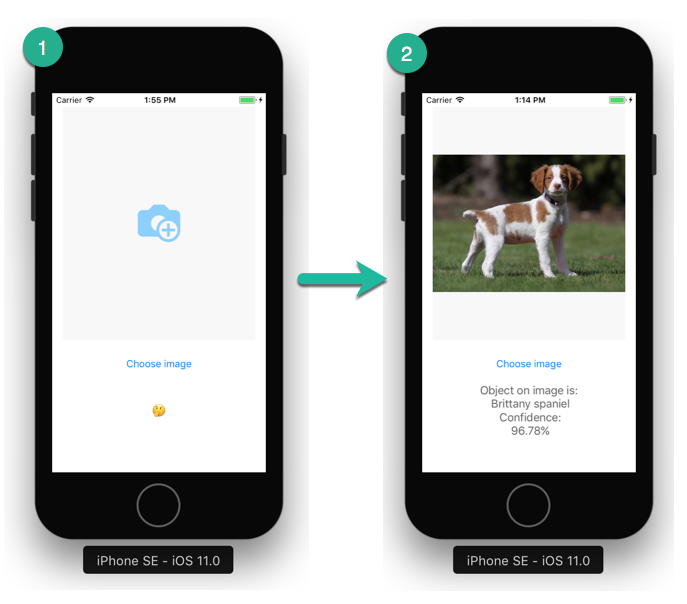 1
Carrier
1:55 PM
Choose image
iPhone SE - iOS 11.0
2
Carrier
1:14 PM
Choose image
Object on image is:
Brittany spaniel
Confidence:
96.78%
iPhone SE - iOS 11.0